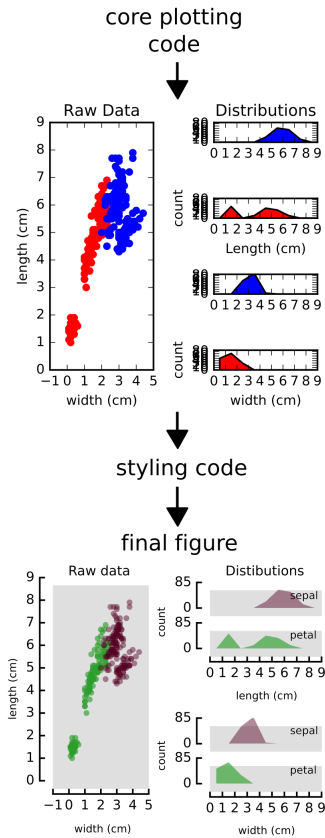 core plotting
code
Raw Data
Distributions
9
8
7
6
5
4
3
2
1
0
length (cm)
−1 0 1 2 3 4 5
width (cm)
0 1 2 3 4 5 6 7 8 9
count
0 1 2 3 4 5 6 7 8 9
Length (cm)
0 1 2 3 4 5 6 7 8 9
count
0 1 2 3 4 5 6 7 8 9
width (cm)
styling code
final figure
Raw data
Distibutions
9
8
7
6
5
4
3
2
1
0
length (cm)
−1 0 1 2 3 4 5
width (cm)
85
0
sepal
count
85
0
petal
0 1 2 3 4 5 6 7 8 9
length (cm)
85
0
sepal
count
85
0
petal
0 1 2 3 4 5 6 7 8 9
width (cm)